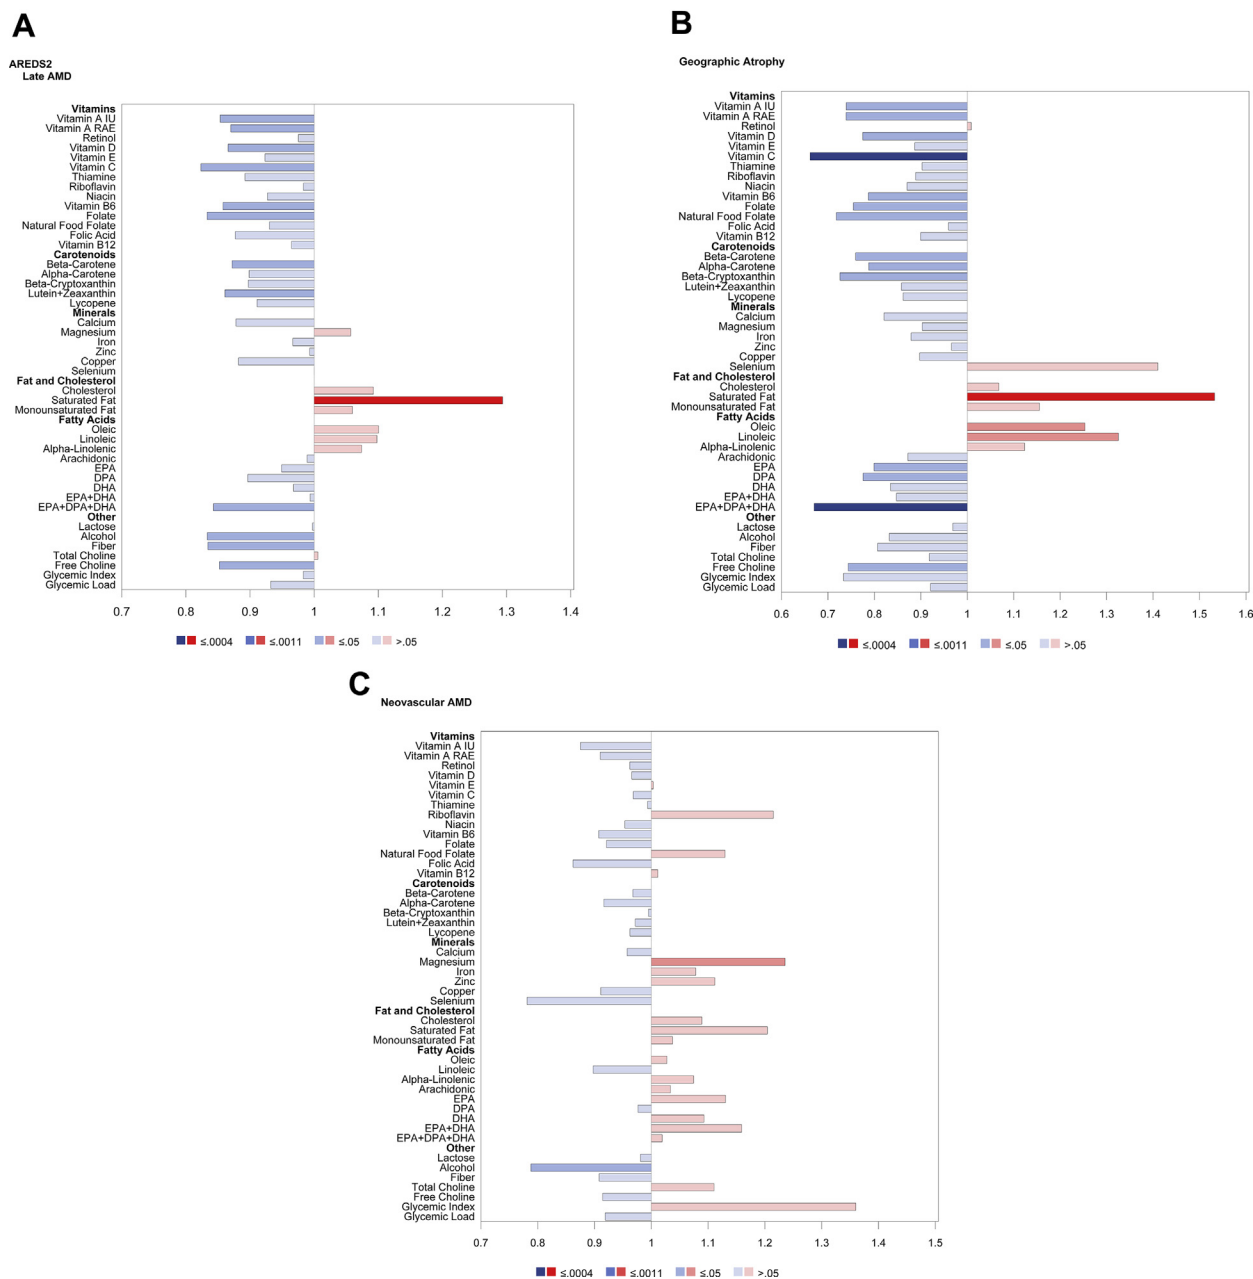 A
AREDS2
Late AMD
Vitamins
Vitamin A IU
Vitamin A RAE
Retinol
Vitamin D
Vitamin E
Vitamin C
Thiamine
Riboflavin
Niacin
Vitamin B6
Folate
Natural Food Folate
Folic Acid
Vitamin B12
Carotenoids
Beta-Carotene
Alpha-Carotene
Beta-Cryptoxanthin
Lutein+Zeaxanthin
Lycopene
Minerals
Calcium
Magnesium
Iron
Zinc
Copper
Selenium
Fat and Cholesterol
Cholesterol
Saturated Fat
Monounsaturated Fat
Fatty Acids
Oleic
Linoleic
Alpha-Linolenic
Arachidonic
EPA
DPA
DHA
EPA+DHA
EPA+DPA+DHA
Other
Lactose
Alcohol
Fiber
Total Choline
Free Choline
Glycemic Index
Glycemic Load
0.7 0.8 0.9 1 1.1 1.2 1.3 1.4
≤.0004 ≤.0011 ≤.05 >.05
B
Geographic Atrophy
Vitamins
Vitamin A IU
Vitamin A RAE
Retinol
Vitamin D
Vitamin E
Vitamin C
Thiamine
Riboflavin
Niacin
Vitamin B6
Folate
Natural Food Folate
Folic Acid
Vitamin B12
Carotenoids
Beta-Carotene
Alpha-Carotene
Beta-Cryptoxanthin
Lutein+Zeaxanthin
Lycopene
Minerals
Calcium
Magnesium
Iron
Zinc
Copper
Selenium
Fat and Cholesterol
Cholesterol
Saturated Fat
Monounsaturated Fat
Fatty Acids
Oleic
Linoleic
Alpha-Linolenic
Arachidonic
EPA
DPA
DHA
EPA+DHA
EPA+DPA+DHA
Other
Lactose
Alcohol
Fiber
Total Choline
Free Choline
Glycemic Index
Glycemic Load
0.6 0.7 0.8 0.9 1 1.1 1.2 1.3 1.4 1.5 1.6
≤.0004 ≤.0011 ≤.05 >.05
C
Neovascular AMD
Vitamins
Vitamin A IU
Vitamin A RAE
Retinol
Vitamin D
Vitamin E
Vitamin C
Thiamine
Riboflavin
Niacin
Vitamin B6
Folate
Natural Food Folate
Folic Acid
Vitamin B12
Carotenoids
Beta-Carotene
Alpha-Carotene
Beta-Cryptoxanthin
Lutein+Zeaxanthin
Lycopene
Minerals
Calcium
Magnesium
Iron
Zinc
Copper
Selenium
Fat and Cholesterol
Cholesterol
Saturated Fat
Monounsaturated Fat
Fatty Acids
Oleic
Linoleic
Alpha-Linolenic
Arachidonic
EPA
DPA
DHA
EPA+DHA
EPA+DPA+DHA
Other
Lactose
Alcohol
Fiber
Total Choline
Free Choline
Glycemic Index
Glycemic Load
0.7 0.8 0.9 1 1.1 1.2 1.3 1.4 1.5
≤.0004 ≤.0011 ≤.05 >.05